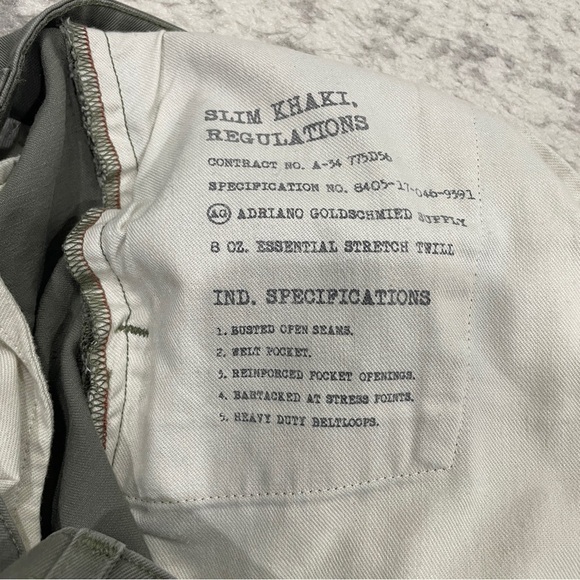 SLIM KHAKI.
REGULATIONS
CONTRACT NO. A-34 775D56
SPECIFICATION NO. 8405-17-046-9391
AG ADRIANO GOLDSCHMIED SUPPLY
8 OZ. ESSENTIAL STRETCH TWILL
IND. SPECIFICATIONS
1. BUSTED OPEN SEAMS.
2. WELT POCKET.
3. REINFORCED POCKET OPENINGS.
4. BARTACKED AT STRESS POINTS.
5. HEAVY DUTY BELTLOOPS.